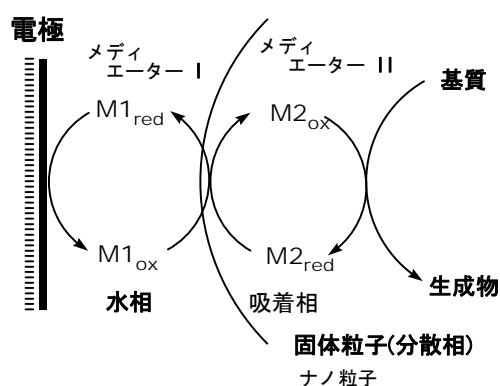 電極
メディ
エーター I
メディ
エーター II
基質
M1red
M2ox
M1ox
M2red
水相
吸着相
生成物
固体粒子(分散相)
ナノ粒子